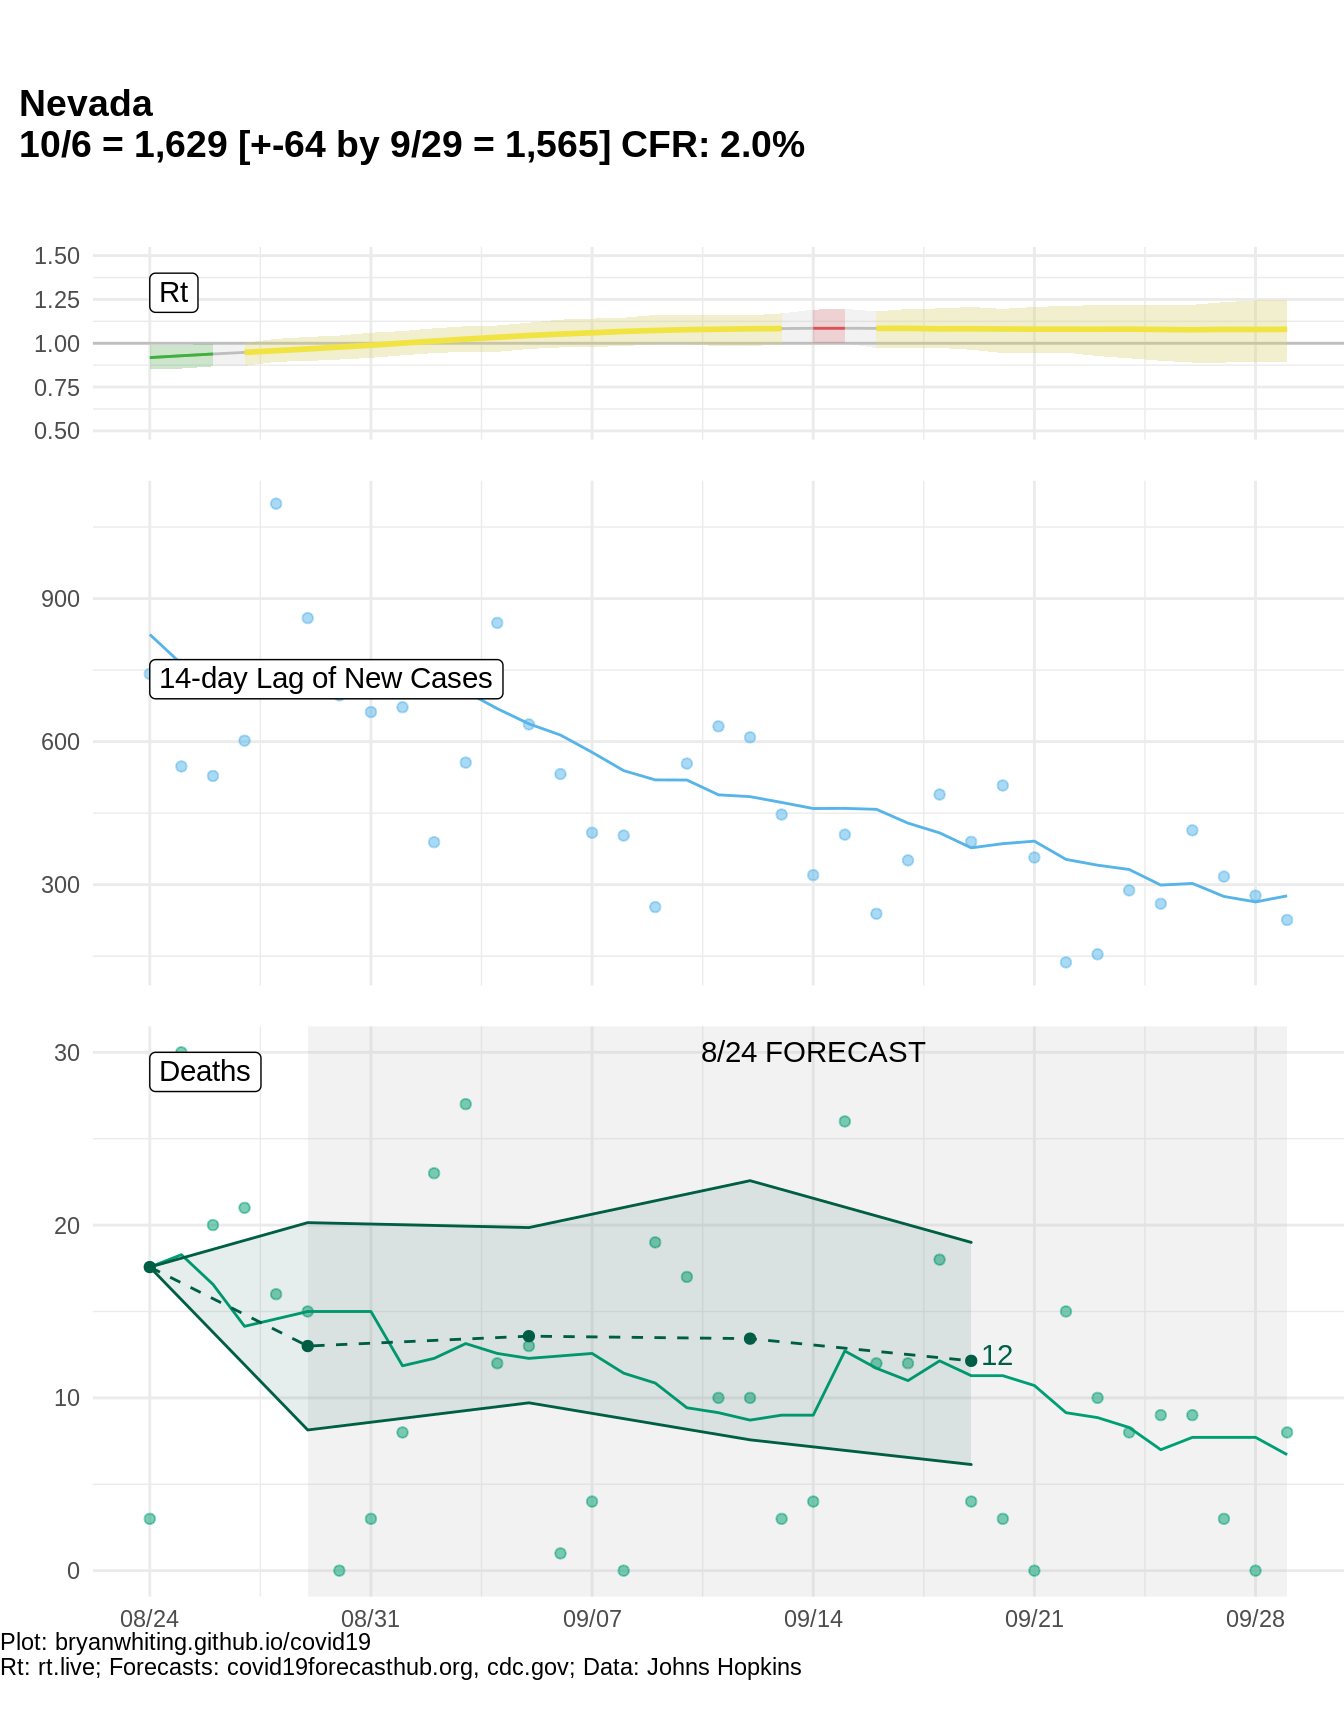 Nevada
10/6 = 1,629 [+-64 by 9/29 = 1,565] CFR: 2.0%
1.50
1.25
1.00
0.75
0.50
Rt
900
600
300
14-day Lag of New Cases
30
20
10
0
Deaths
8/24 FORECAST
12
08/24 08/31 09/07 09/14 09/21 09/28
Plot: bryanwhiting.github.io/covid19
Rt: rt.live; Forecasts: covid19forecasthub.org, cdc.gov; Data: Johns Hopkins